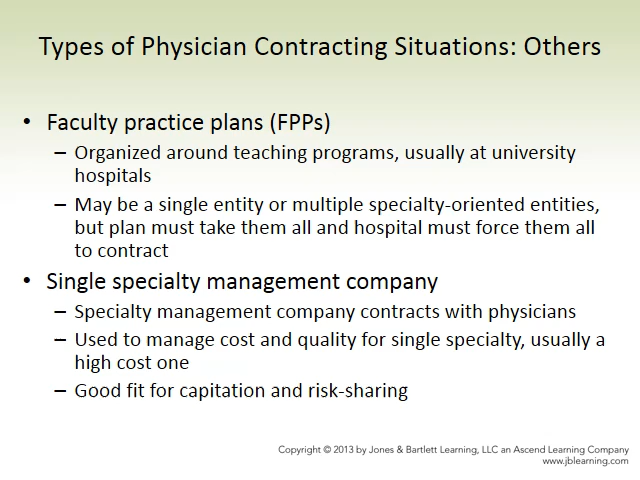 Types of Physician Contracting Situations: Others
• Faculty practice plans (FPPs)
– Organized around teaching programs, usually at university
hospitals
– May be a single entity or multiple specialty-oriented entities,
but plan must take them all and hospital must force them all
to contract
• Single specialty management company
– Specialty management company contracts with physicians
– Used to manage cost and quality for single specialty, usually a
high cost one
– Good fit for capitation and risk-sharing
Copyright © 2013 by Jones & Bartlett Learning, LLC an Ascend Learning Company
www.jblearning.com